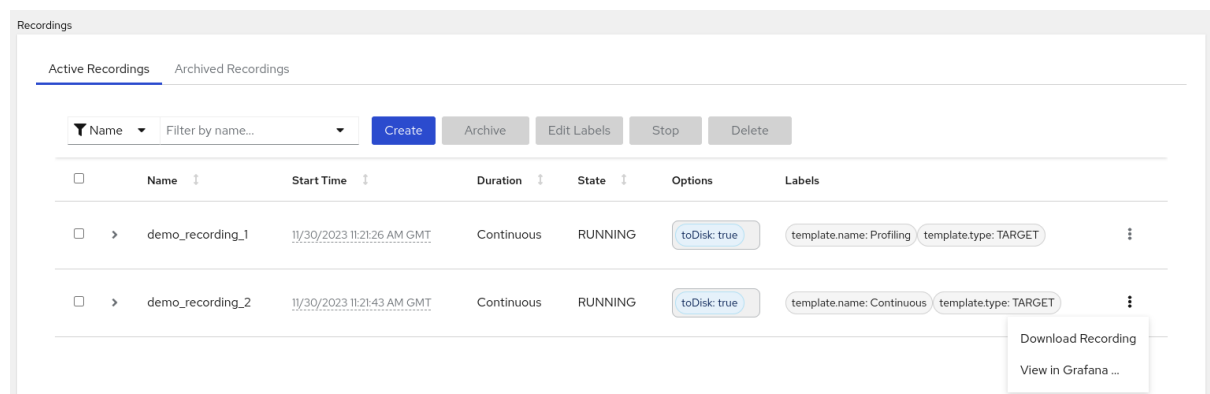 Recordings
Active Recordings Archived Recordings
Name Filter by name... Create Archive Edit Labels Stop Delete
Name Start Time Duration State Options Labels
demo_recording_1 11/30/2023 11:21:26 AM GMT Continuous RUNNING toDisk: true template.name: Profiling template.type: TARGET
demo_recording_2 11/30/2023 11:21:43 AM GMT Continuous RUNNING toDisk: true template.name: Continuous template.type: TARGET
Download Recording
View in Grafana ...